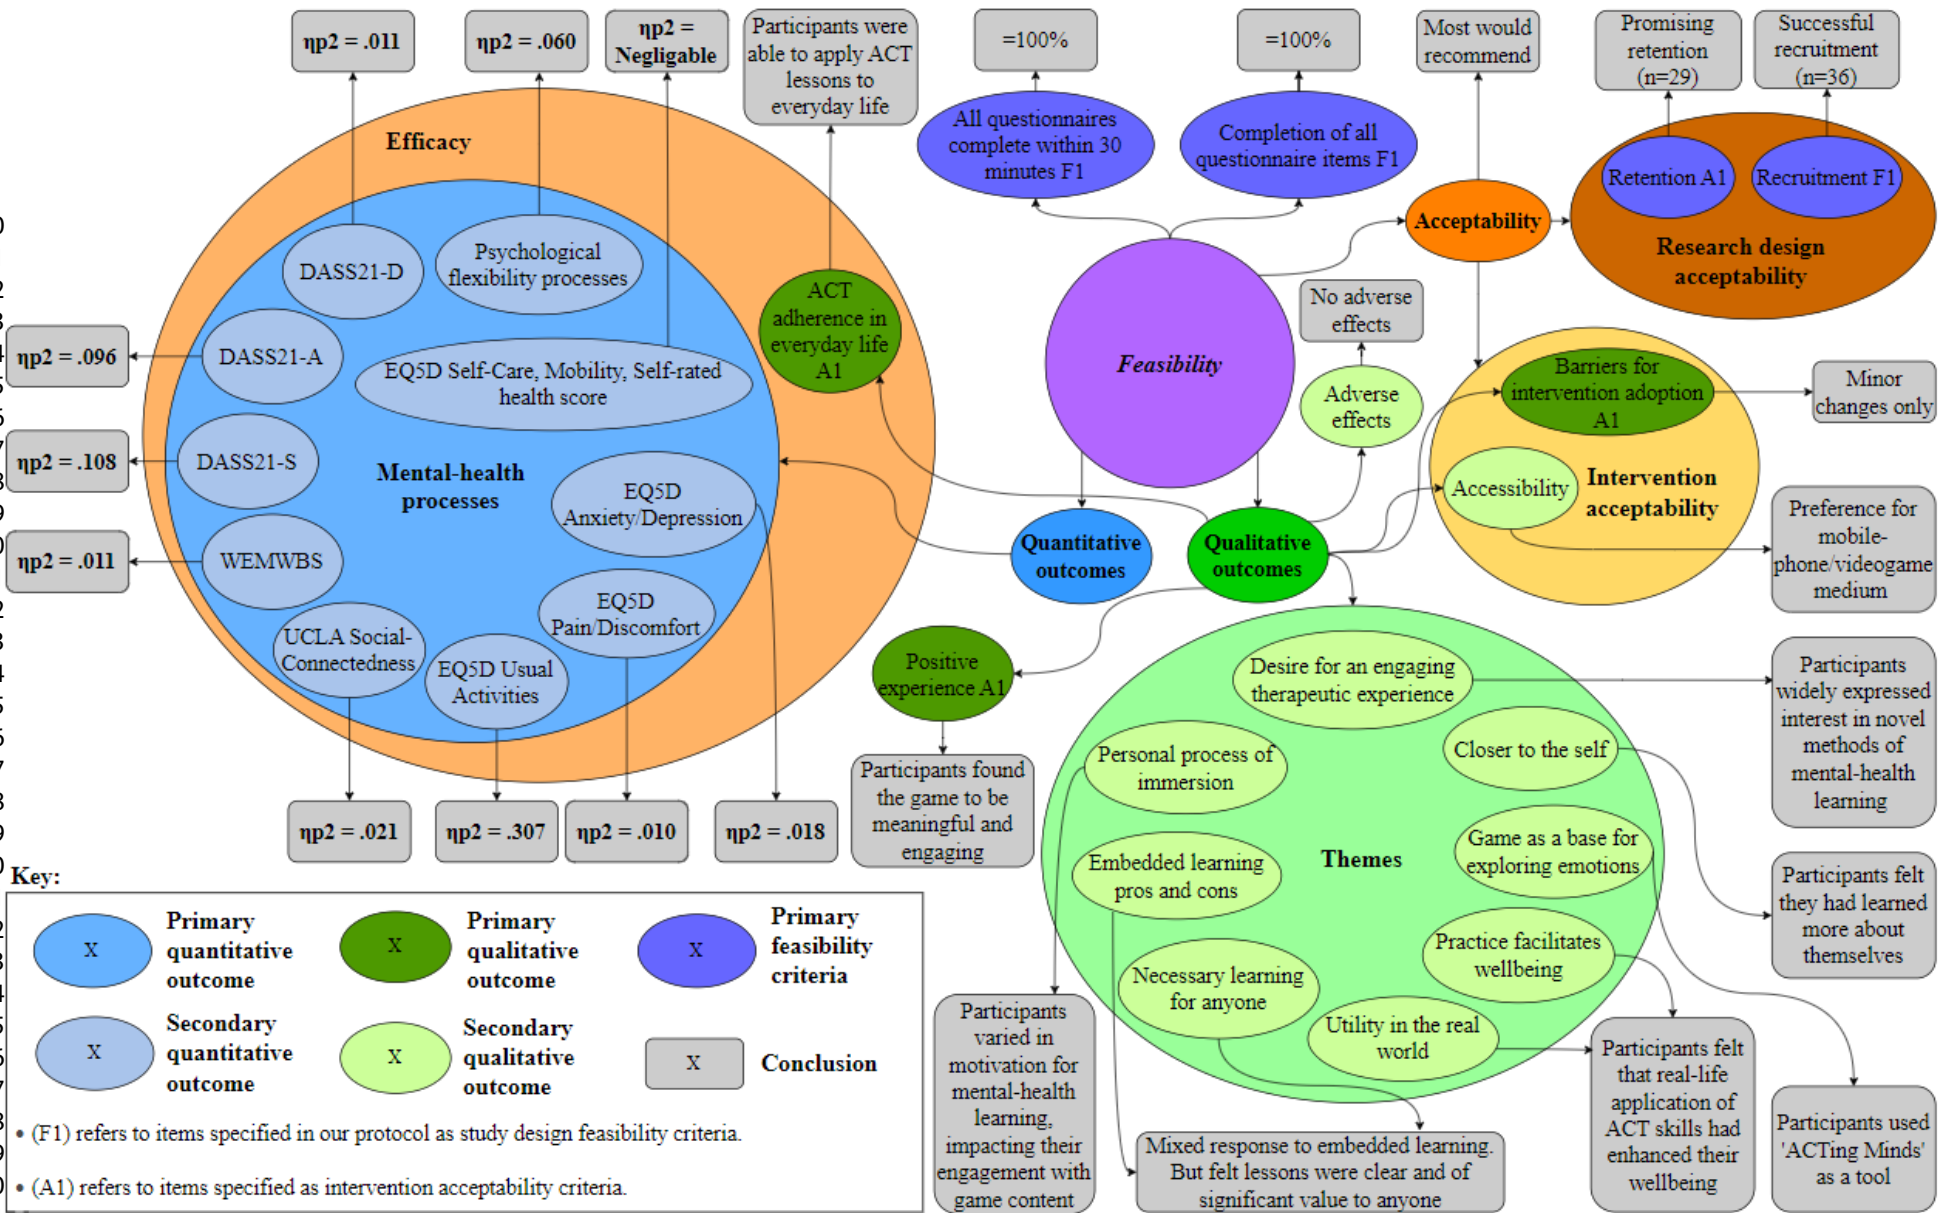 ηp2 = .011
ηp2 = .060
ηp2 =
Negligable
Participants were
able to apply ACT
lessons to
everyday life
=100%
=100%
Most would
recommend
Promising
retention
(n=29)
Successful
recruitment
(n=36)
Efficacy
All questionnaires
complete within 30
minutes F1
Completion of all
questionnaire items F1
Retention A1
Recruitment F1
Acceptability
Research design
acceptability
DASS21-D
Psychological
flexibility processes
ACT
adherence in
everyday life
A1
No adverse
effects
ηp2 = .096
DASS21-A
EQ5D Self-Care, Mobility, Self-rated
health score
Feasibility
Adverse
effects
Barriers for
intervention adoption
A1
Minor
changes only
ηp2 = .108
DASS21-S
Mental-health
processes
EQ5D
Anxiety/Depression
Accessibility
Intervention
acceptability
Preference for
mobile-
phone/videogame
medium
ηp2 = .011
WEMWBS
Quantitative
outcomes
Qualitative
outcomes
EQ5D
Pain/Discomfort
UCLA Social-
Connectedness
EQ5D Usual
Activities
Positive
experience A1
Desire for an engaging
therapeutic experience
Participants
widely expressed
interest in novel
methods of
mental-health
learning
Personal process of
immersion
Closer to the self
Participants found
the game to be
meaningful and
engaging
ηp2 = .021
ηp2 = .307
ηp2 = .010
ηp2 = .018
Embedded learning
pros and cons
Themes
Game as a base for
exploring emotions
Participants felt
they had learned
more about
themselves
Practice facilitates
wellbeing
Necessary learning
for anyone
Utility in the real
world
Participants
varied in
motivation for
mental-health
learning,
impacting their
engagement with
game content
Mixed response to embedded learning.
But felt lessons were clear and of
significant value to anyone
Participants felt
that real-life
application of
ACT skills had
enhanced their
wellbeing
Participants used
'ACTing Minds'
as a tool
Key:
X
Primary
quantitative
outcome
X
Primary
qualitative
outcome
X
Primary
feasibility
criteria
X
Secondary
quantitative
outcome
X
Secondary
qualitative
outcome
X
Conclusion
• (F1) refers to items specified in our protocol as study design feasibility criteria.
• (A1) refers to items specified as intervention acceptability criteria.